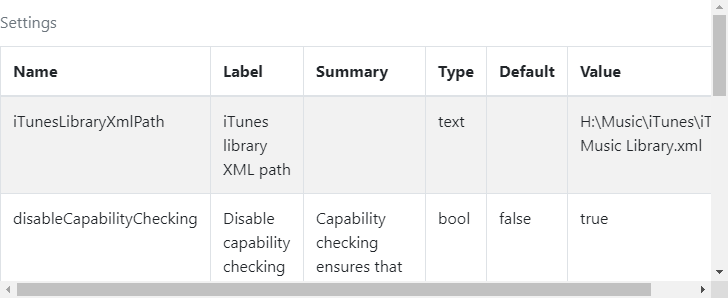 Settings
Name Label Summary Type Default Value
iTunesLibraryXmlPath iTunes text H:\Music\iTunes\iT
library Music Library.xml
XML path
disableCapabilityChecking Disable Capability bool false true
capability checking
checking ensures that